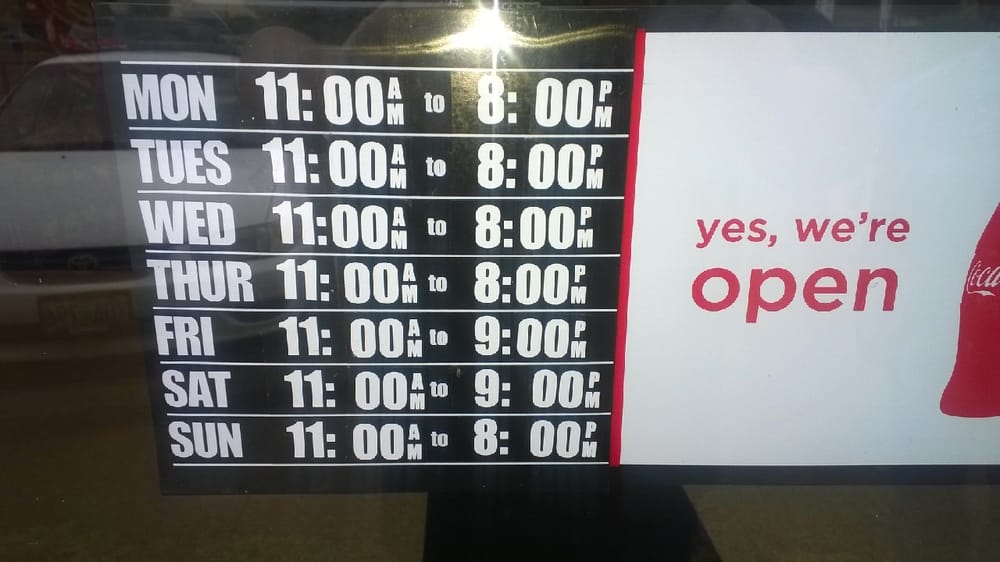 MON 11:00AM to 8:00PM
TUES 11:00AM to 8:00PM
WED 11:00AM to 8:00PM
THUR 11:00AM to 8:00PM
FRI 11:00AM to 9:00PM
SAT 11:00AM to 9:00PM
SUN 11:00AM to 8:00PM
yes, we're
open